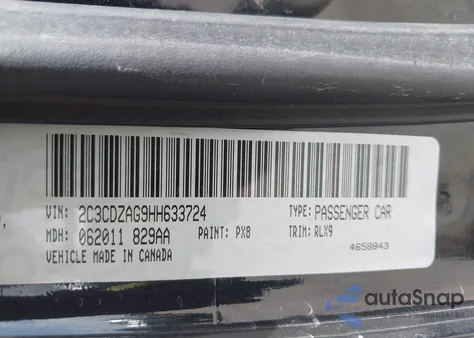 VIN: 2C3CDZAG9HH633724 TYPE: PASSENGER CAR
MDH: 062011 829AA PAINT: PX8 TRIM: RLX9
VEHICLE MADE IN CANADA 4658843
autoSnap